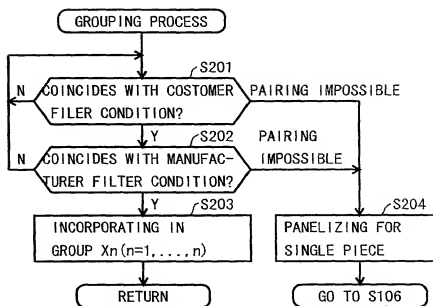 GROUPING PROCESS
S201
N
COINCIDES WITH COSTOMER
FILER CONDITION?
PAIRING IMPOSSIBLE
Y
S202
N
COINCIDES WITH MANUFAC-
TURER FILTER CONDITION?
PAIRING
IMPOSSIBLE
Y
S203
INCORPORATING IN
GROUP Xn(n=1,...,n)
S204
PANELIZING FOR
SINGLE PIECE
RETURN
GO TO S106